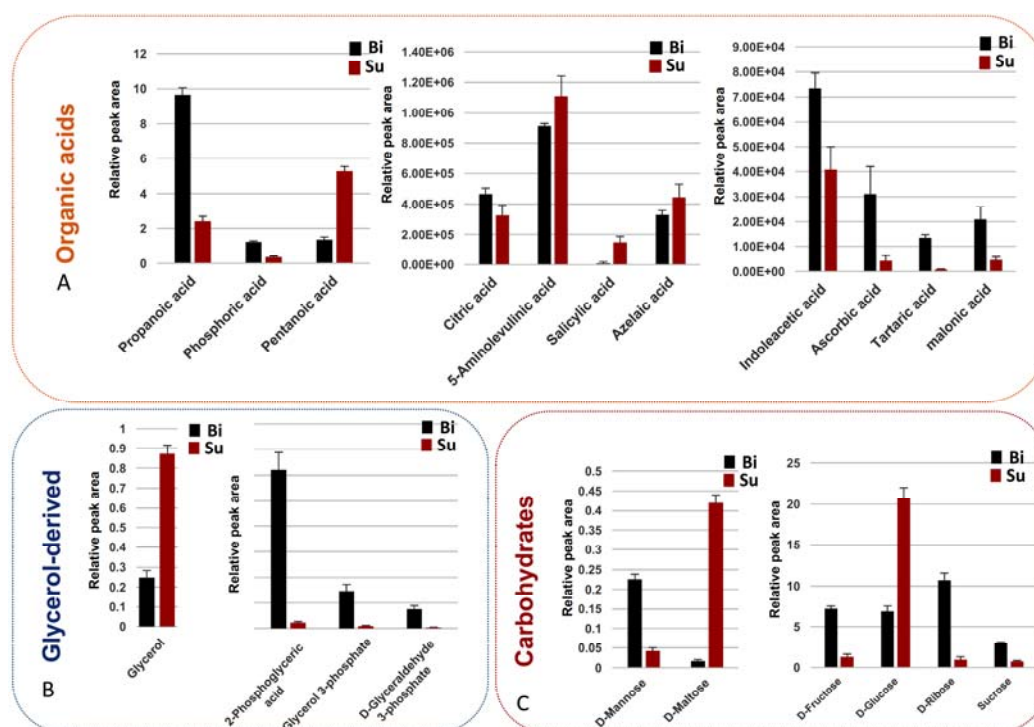 Organic acids
A
Relative peak area
12
10
8
6
4
2
0
Bi
Su
Propanoic acid
Phosphoric acid
Pentanoic acid
Relative peak area
1.40E+06
1.20E+06
1.00E+06
8.00E+05
6.00E+05
4.00E+05
2.00E+05
0.00E+00
Bi
Su
Citric acid
5-Aminolevulinic acid
Salicylic acid
Azelaic acid
Relative peak area
9.00E+04
8.00E+04
7.00E+04
6.00E+04
5.00E+04
4.00E+04
3.00E+04
2.00E+04
1.00E+04
0.00E+00
Bi
Su
Indoleacetic acid
Ascorbic acid
Tartaric acid
malonic acid
Glycerol-derived
B
Relative peak area
1
0.9
0.8
0.7
0.6
0.5
0.4
0.3
0.2
0.1
0
Bi
Su
Glycerol
Relative peak area
Bi
Su
2-Phosphoglyceric
acid
Glycerol 3-phosphate
D-Glyceraldehyde
3-phosphate
Carbohydrates
C
Relative peak area
0.5
0.45
0.4
0.35
0.3
0.25
0.2
0.15
0.1
0.05
0
Bi
Su
D-Mannose
D-Maltose
Relative peak area
25
20
15
10
5
0
Bi
Su
D-Fructose
D-Glucose
D-Ribose
Sucrose